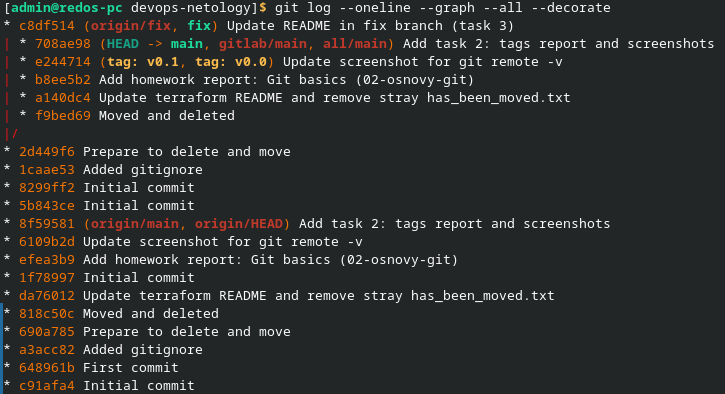 [admin@redos-pc devops-netology]$ git log --oneline --graph --all --decorate
* c8df514 (origin/fix, fix) Update README in fix branch (task 3)
| * 708ae98 (HEAD -> main, gitlab/main, all/main) Add task 2: tags report and screenshots
| * e244714 (tag: v0.1, tag: v0.0) Update screenshot for git remote -v
| * b8ee5b2 Add homework report: Git basics (02-osnovy-git)
| * a140dc4 Update terraform README and remove stray has_been_moved.txt
| * f9bed69 Moved and deleted
|/
* 2d449f6 Prepare to delete and move
* 1caae53 Added gitignore
* 8299ff2 Initial commit
* 5b843ce Initial commit
* 8f59581 (origin/main, origin/HEAD) Add task 2: tags report and screenshots
* 6109b2d Update screenshot for git remote -v
* efea3b9 Add homework report: Git basics (02-osnovy-git)
* 1f78997 Initial commit
* da76012 Update terraform README and remove stray has_been_moved.txt
* 818c50c Moved and deleted
* 690a785 Prepare to delete and move
* a3acc82 Added gitignore
* 648961b First commit
* c91afa4 Initial commit